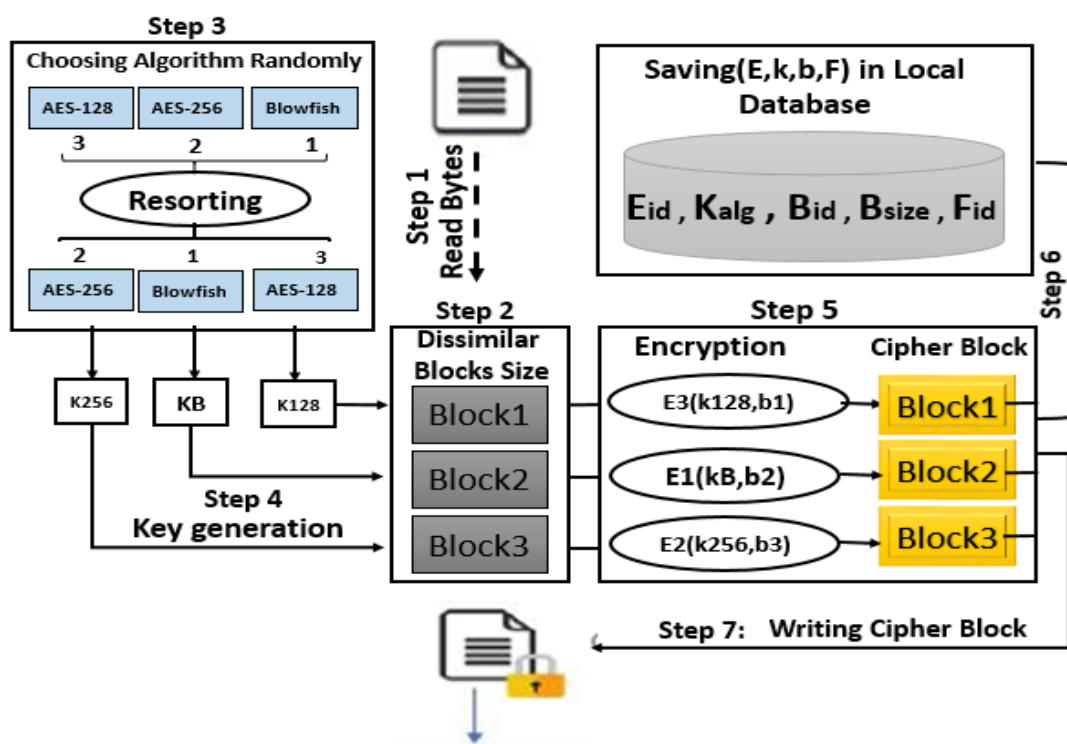 Step 3
Choosing Algorithm Randomly
AES-128 AES-256 Blowfish
3 2 1
Resorting
2 1 3
AES-256 Blowfish AES-128
K256 KB K128
Step 4
Key generation
Step 1
Read Bytes
Step 2
Dissimilar
Blocks Size
Block1
Block2
Block3
Saving(E,k,b,F) in Local
Database
Eid , Kalg , Bid , Bsize , Fid
Step 6
Step 5
Encryption Cipher Block
E3(k128,b1) Block1
E1(kB,b2) Block2
E2(k256,b3) Block3
Step 7: Writing Cipher Block